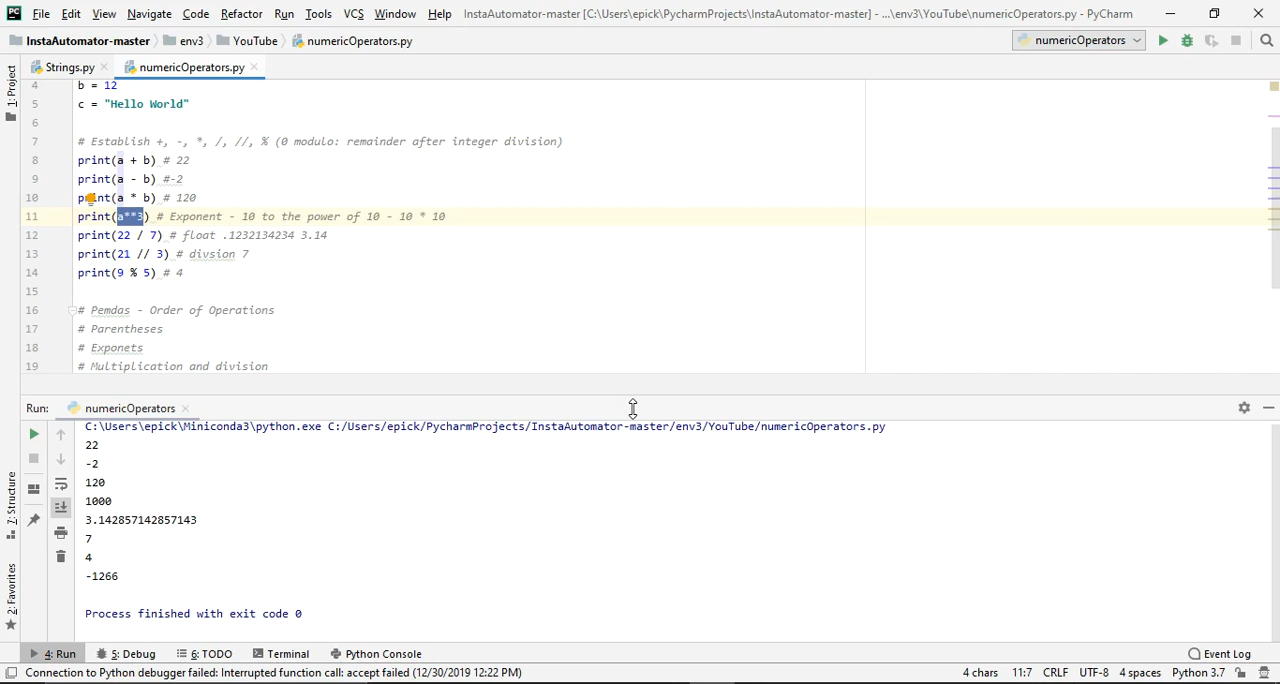 PC File Edit View Navigate Code Refactor Run Tools VCS Window Help InstaAutomator-master [C:\Users\epick\PycharmProjects\InstaAutomator-master] - ...\env3\YouTube\numericOperators.py - PyCharm
InstaAutomator-master env3 YouTube numericOperators.py numericOperators
1: Project
Strings.py numericOperators.py
4 b = 12
5 c = "Hello World"
6
7 # Establish +, -, *, /, //, % (0 modulo: remainder after integer division)
8 print(a + b) # 22
9 print(a - b) #-2
10 print(a * b) # 120
11 print(a**3) # Exponent - 10 to the power of 10 - 10 * 10
12 print(22 / 7) # float .1232134234 3.14
13 print(21 // 3) # divsion 7
14 print(9 % 5) # 4
15
16 # Pemdas - Order of Operations
17 # Parentheses
18 # Exponets
19 # Multiplication and division
Run: numericOperators
C:\Users\epick\Miniconda3\python.exe C:/Users/epick/PycharmProjects/InstaAutomator-master/env3/YouTube/numericOperators.py
22
-2
120
1000
3.142857142857143
7
4
-1266
Process finished with exit code 0
7: Structure
2: Favorites
4: Run 5: Debug 6: TODO Terminal Python Console Event Log
Connection to Python debugger failed: Interrupted function call: accept failed (12/30/2019 12:22 PM) 4 chars 11:7 CRLF UTF-8 4 spaces Python 3.7